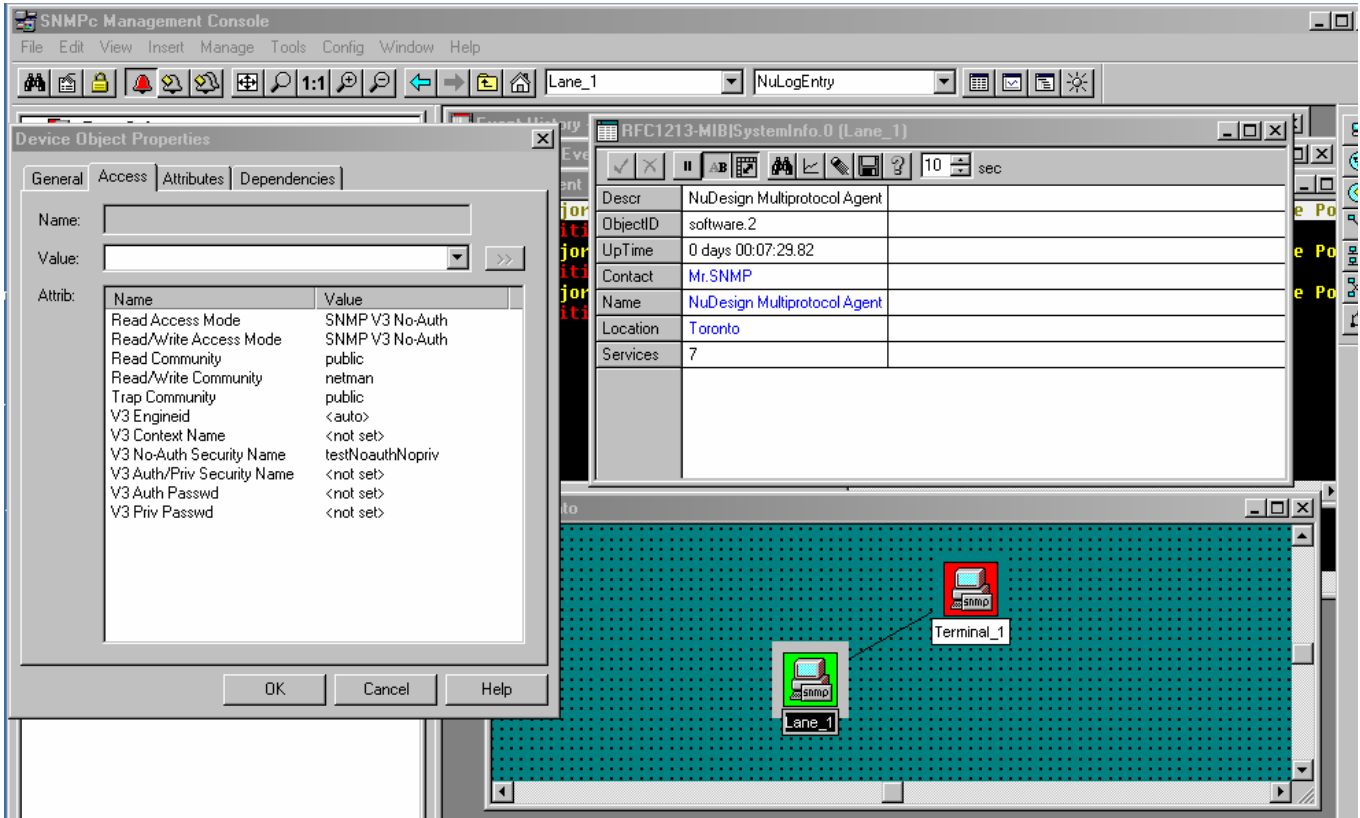 SNMPc Management Console
File Edit View Insert Manage Tools Config Window Help
1:1 Lane_1 NuLogEntry
Device Object Properties
General Access Attributes Dependencies
Name:
Value: >>
Attrib:
Name Value
Read Access Mode SNMP V3 No-Auth
Read/Write Access Mode SNMP V3 No-Auth
Read Community public
Read/Write Community netman
Trap Community public
V3 Engineid <auto>
V3 Context Name <not set>
V3 No-Auth Security Name testNoauthNopriv
V3 Auth/Priv Security Name <not set>
V3 Auth Passwd <not set>
V3 Priv Passwd <not set>
OK Cancel Help
RFC1213-MIB|SystemInfo.0 (Lane_1)
AB 10 sec
Descr NuDesign Multiprotocol Agent
ObjectID software.2
UpTime 0 days 00:07:29.82
Contact Mr.SNMP
Name NuDesign Multiprotocol Agent
Location Toronto
Services 7
e Po
e Po
e Po
snmp
Terminal_1
snmp
Lane_1